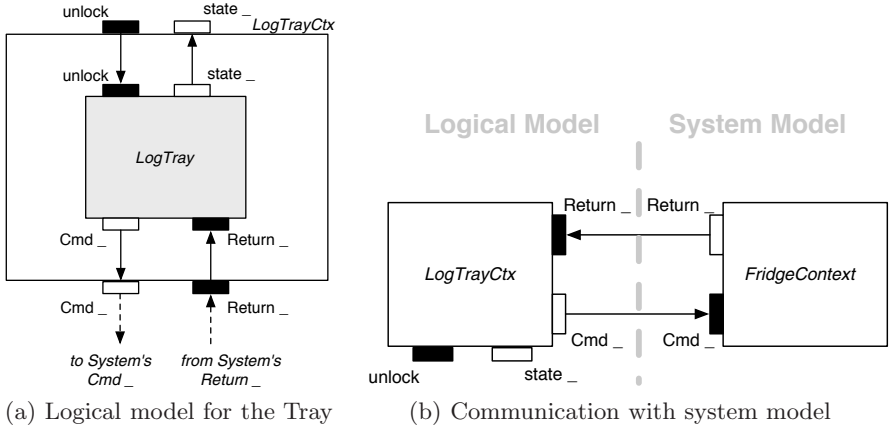 unlock state _
LogTrayCtx
unlock state _
LogTray
Cmd _ Return _
Cmd _ Return _
to System's from System's
Cmd _ Return _
(a) Logical model for the Tray
Logical Model System Model
Return _ Return _
LogTrayCtx FridgeContext
Cmd _ Cmd _
unlock state _
(b) Communication with system model